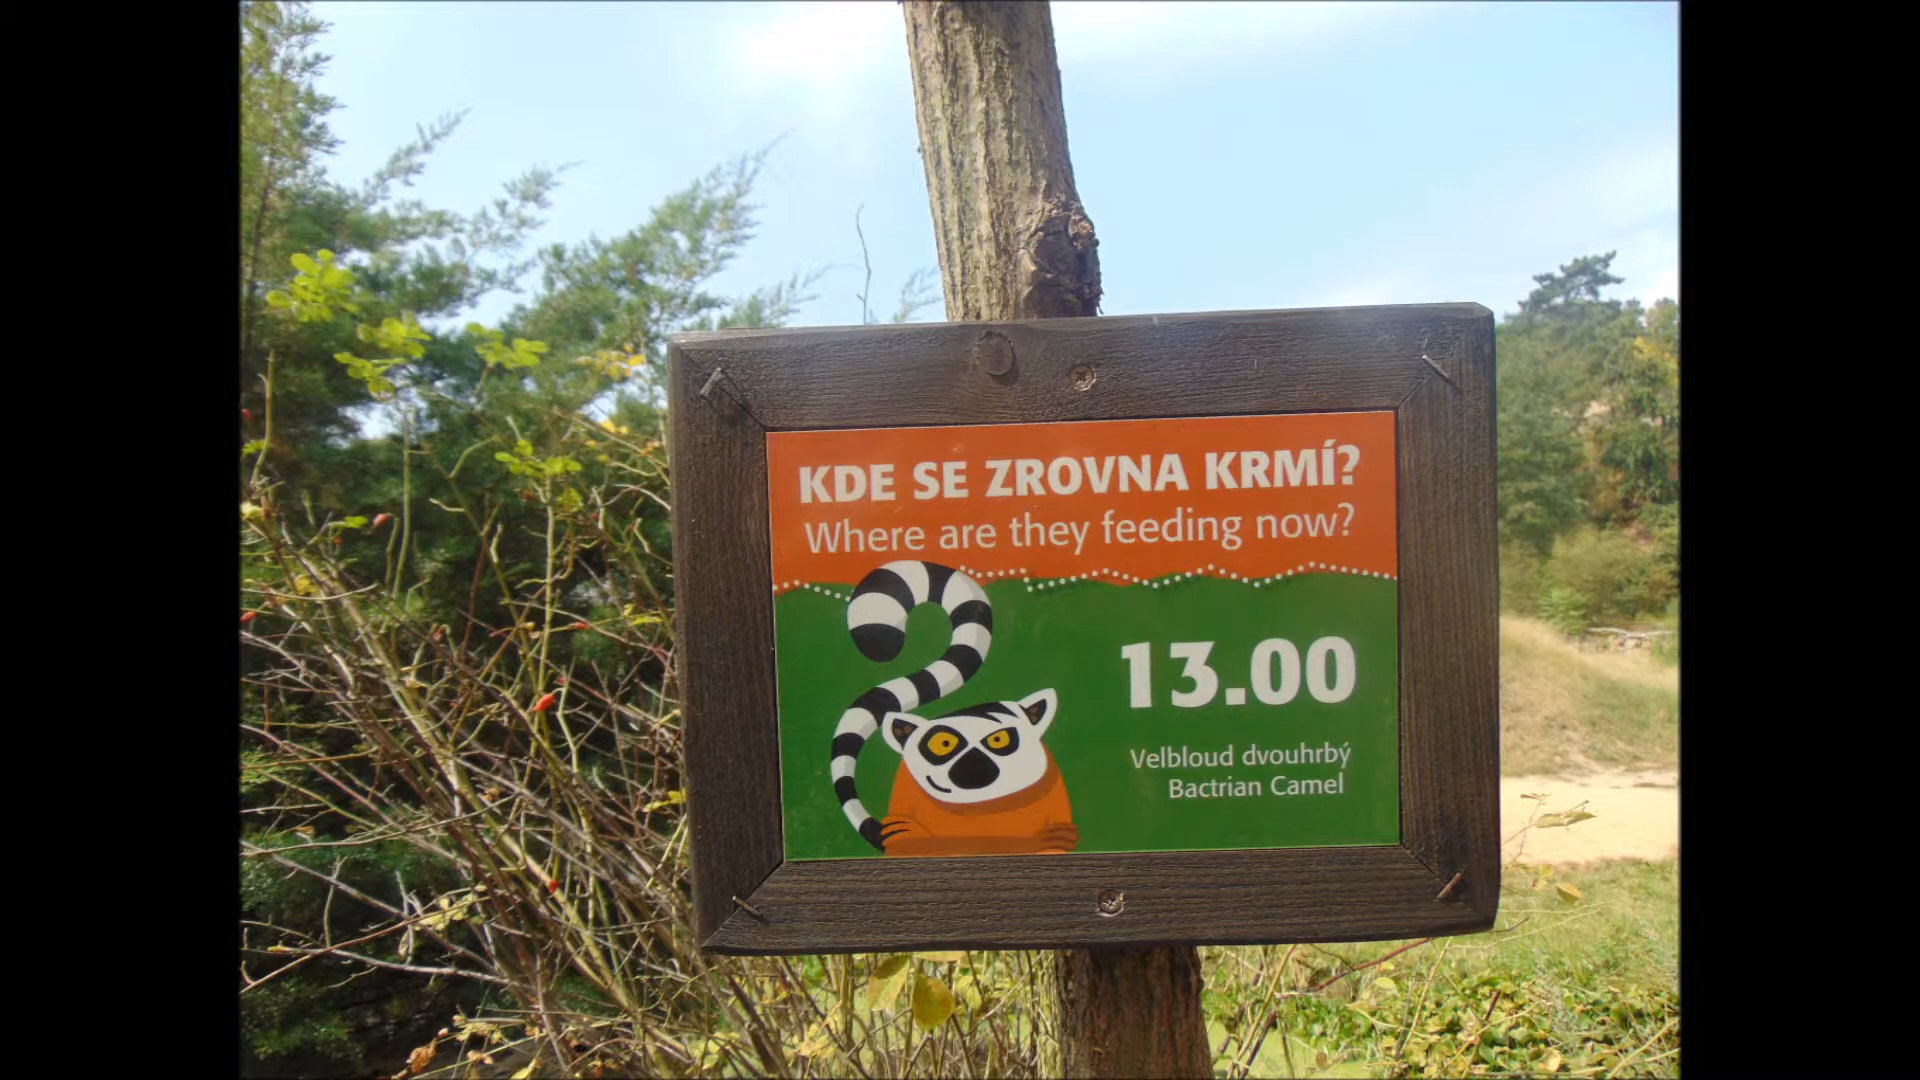 KDE SE ZROVNA KRMÍ?
Where are they feeding now?
13.00
Velbloud dvouhrbý
Bactrian Camel